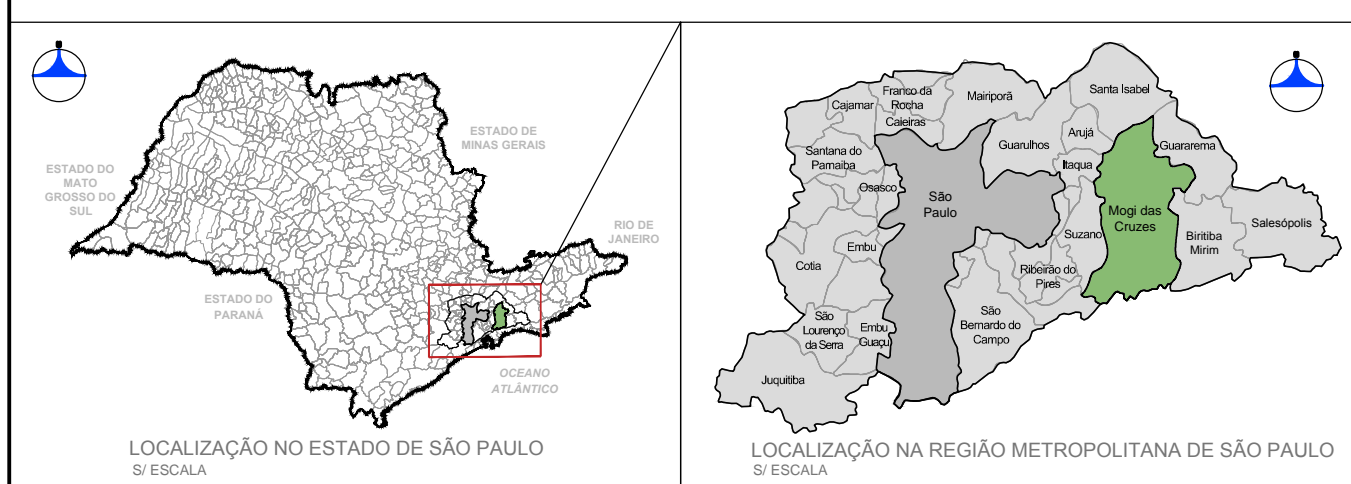 ESTADO DE
MINAS GERAIS
ESTADO DO
MATO
GROSSO DO
SUL
RIO DE
JANEIRO
ESTADO DO
PARANÁ
OCEANO
ATLÂNTICO
LOCALIZAÇÃO NO ESTADO DE SÃO PAULO
S/ ESCALA
Franco da
Rocha
Cajamar
Caieiras
Mairiporã
Santa Isabel
Santana do
Parnaiba
Guarulhos
Arujá
Itaqua
Guararema
Osasco
São
Paulo
Mogi das
Cruzes
Suzano
Biritiba
Mirim
Salesópolis
Embu
Cotia
Ribeirão do
Pires
São
Lourenço
da Serra
Embu
Guaçu
São
Bernardo do
Campo
Juquitiba
LOCALIZAÇÃO NA REGIÃO METROPOLITANA DE SÃO PAULO
S/ ESCALA